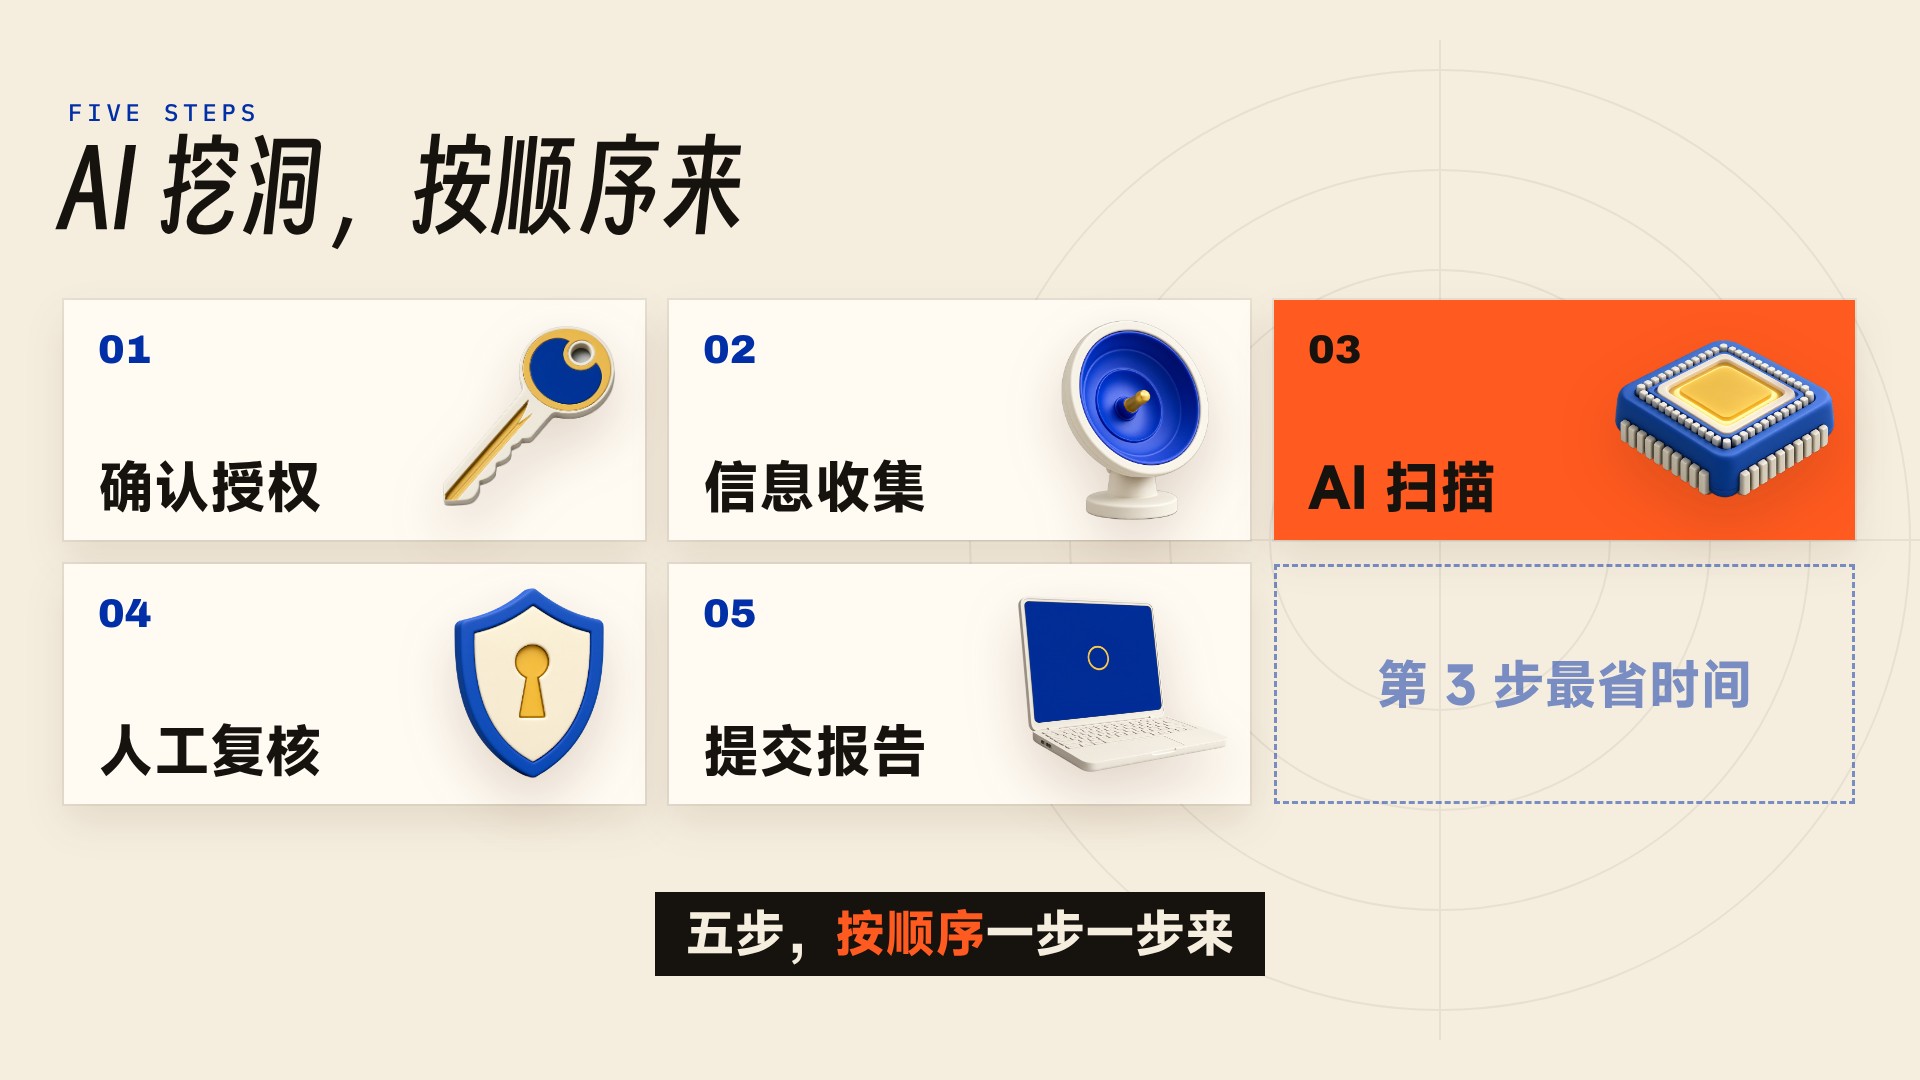 FIVE STEPS
AI 挖洞，按顺序来
01
确认授权
02
信息收集
03
AI 扫描
04
人工复核
05
提交报告
第 3 步最省时间
五步，按顺序一步一步来